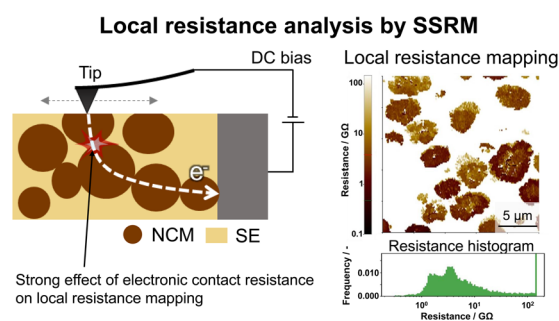 Local resistance analysis by SSRM
Tip
DC bias
e-
NCM
SE
Strong effect of electronic contact resistance
on local resistance mapping
Local resistance mapping
Resistance / GΩ
100
10
1
0.1
5 μm
Resistance histogram
Frequency / -
0.010
0.000
10⁰
10¹
10²
Resistance / GΩ